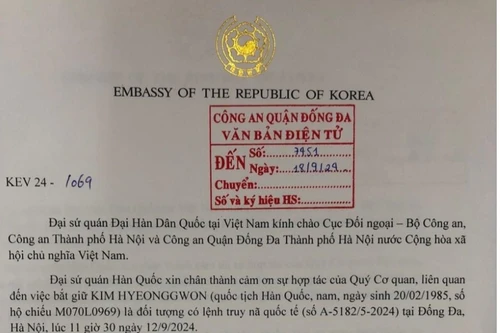 EMBASSY OF THE REPUBLIC OF KOREA
CÔNG AN QUẬN ĐỐNG ĐA
VĂN BẢN ĐIỆN TỬ
ĐẾN
Số: 7951
Ngày: 18/9/24
Chuyển:
Số và ký hiệu HS:
KEV 24 - 1069
Đại sứ quán Đại Hàn Dân Quốc tại Việt Nam kính chào Cục Đối ngoại – Bộ Công an,
Công an Thành phố Hà Nội và Công an Quận Đống Đa Thành phố Hà Nội nước Cộng hòa xã
hội chủ nghĩa Việt Nam.
Đại sứ quán Hàn Quốc xin chân thành cảm ơn sự hợp tác của Quý Cơ quan, liên quan
đến việc bắt giữ KIM HYEONGGWON (quốc tịch Hàn Quốc, nam, ngày sinh 20/02/1985, số
hộ chiếu M070L0969) là đối tượng có lệnh truy nã quốc tế (số A-5182/5-2024) tại Đống Đa,
Hà Nội, lúc 11 giờ 30 ngày 12/9/2024.